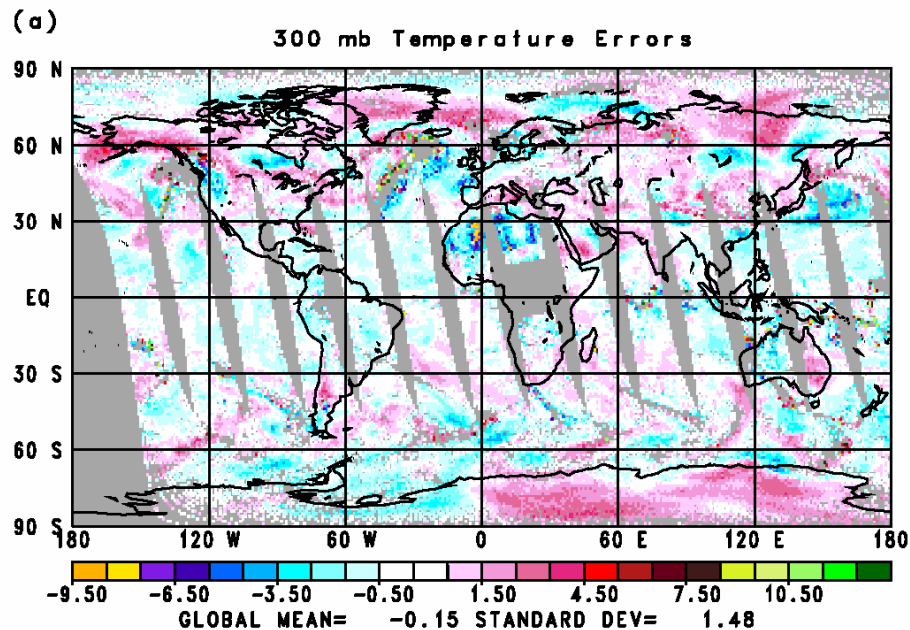 (a)
300 mb Temperature Errors
90 N
60 N
30 N
EQ
30 S
60 S
90 S
180 120 W 60 W 0 60 E 120 E 180
-9.50 -6.50 -3.50 -0.50 1.50 4.50 7.50 10.50
GLOBAL MEAN= -0.15 STANDARD DEV= 1.48